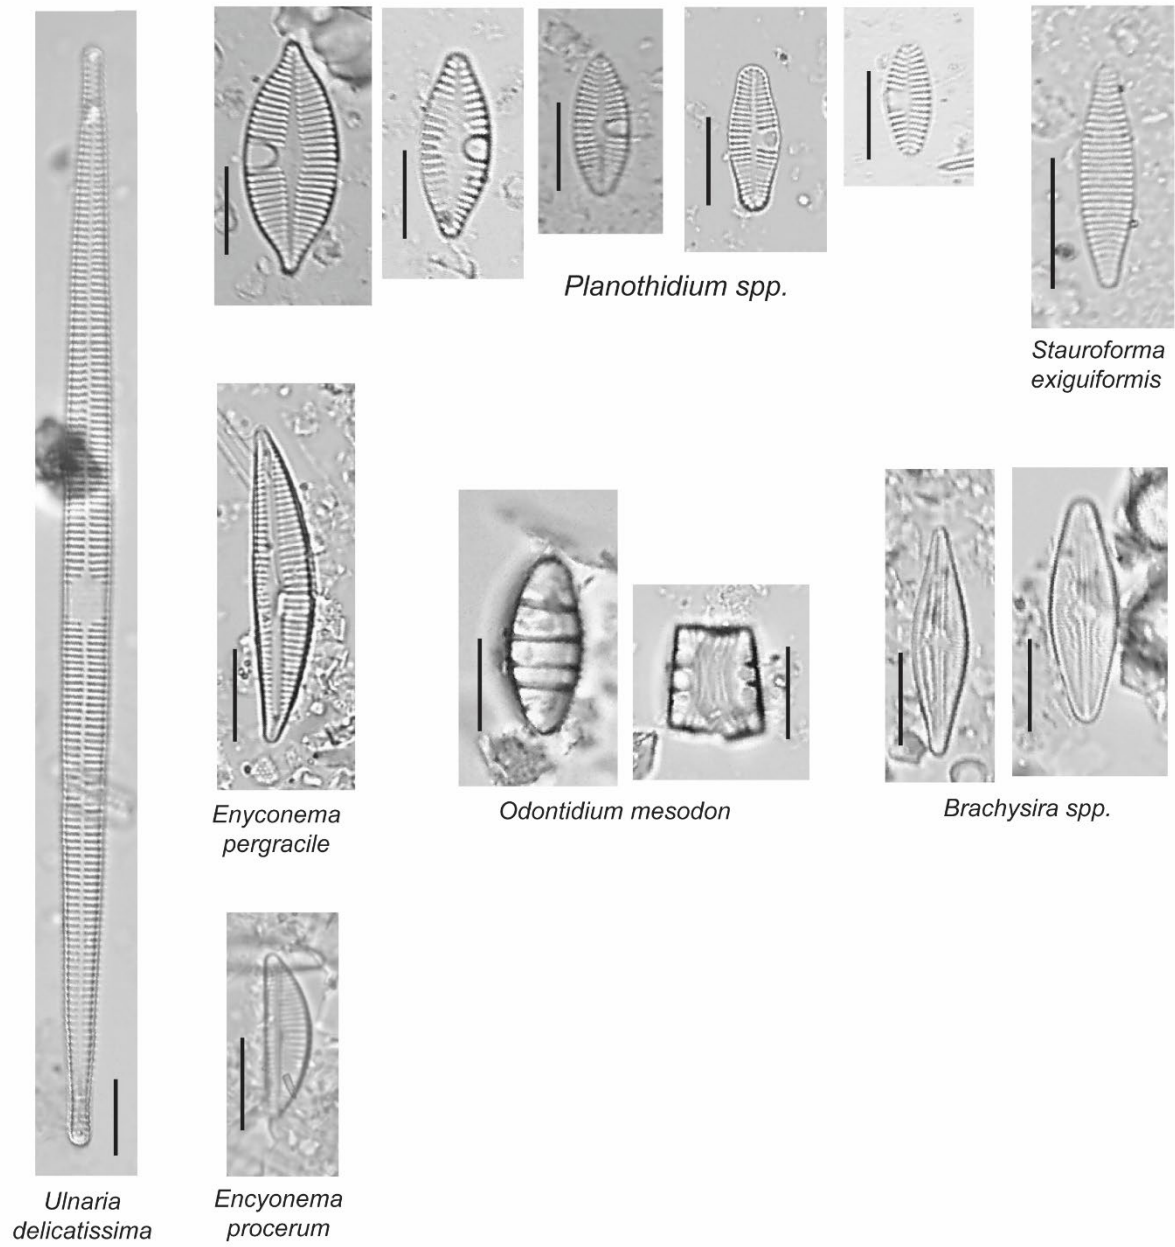 Planothidium spp.
Stauroforma
exiguiformis
Enyconema
pergracile
Odontidium mesodon
Brachysira spp.
Ulnaria
delicatissima
Encyonema
procerum